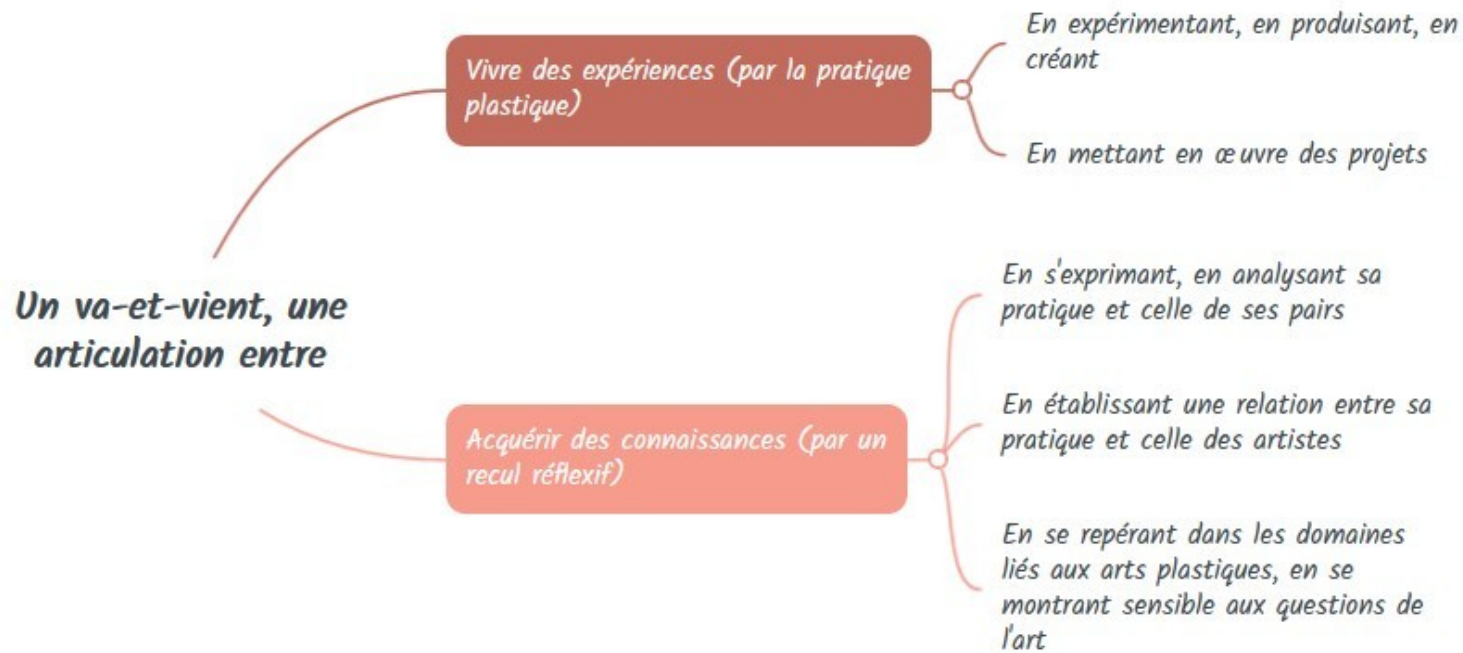 En expérimentant, en produisant, en
créant
Vivre des expériences (par la pratique
plastique)
En mettant en œuvre des projets
Un va-et-vient, une
articulation entre
En s'exprimant, en analysant sa
pratique et celle de ses pairs
En établissant une relation entre sa
pratique et celle des artistes
Acquérir des connaissances (par un
recul réflexif)
En se repérant dans les domaines
liés aux arts plastiques, en se
montrant sensible aux questions de
l'art